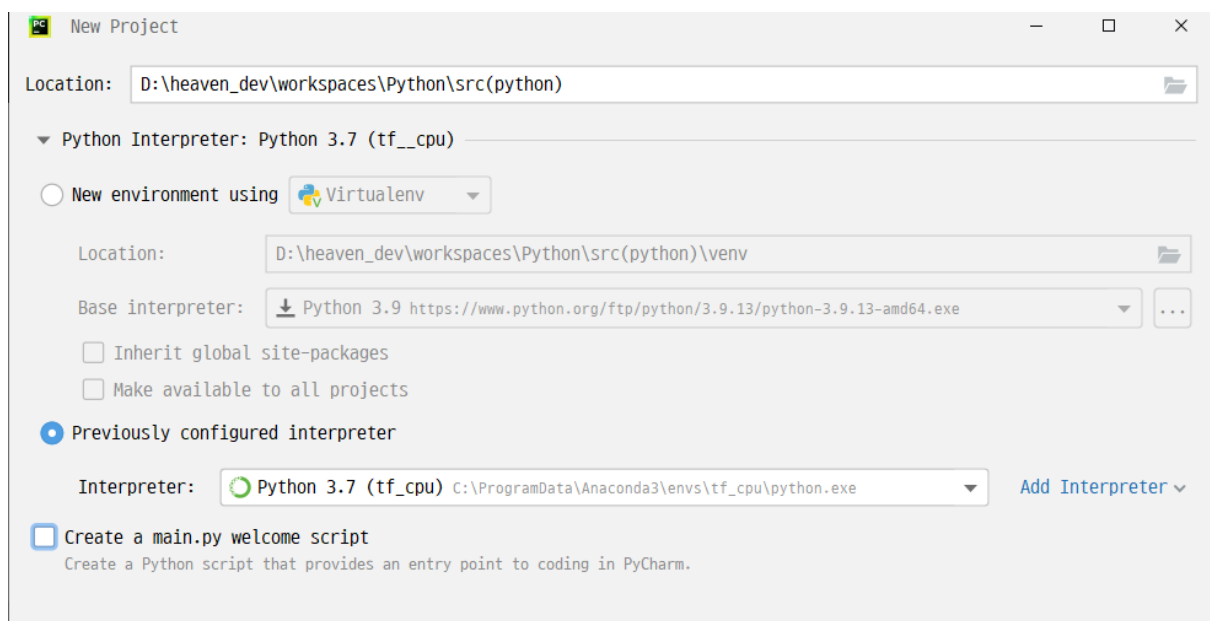 PC New Project
Location: D:\heaven_dev\workspaces\Python\src(python)
Python Interpreter: Python 3.7 (tf__cpu)
New environment using Virtualenv
Location: D:\heaven_dev\workspaces\Python\src(python)\venv
Base interpreter: Python 3.9 https://www.python.org/ftp/python/3.9.13/python-3.9.13-amd64.exe ...
Inherit global site-packages
Make available to all projects
Previously configured interpreter
Interpreter: Python 3.7 (tf_cpu) C:\ProgramData\Anaconda3\envs\tf_cpu\python.exe Add Interpreter
Create a main.py welcome script
Create a Python script that provides an entry point to coding in PyCharm.